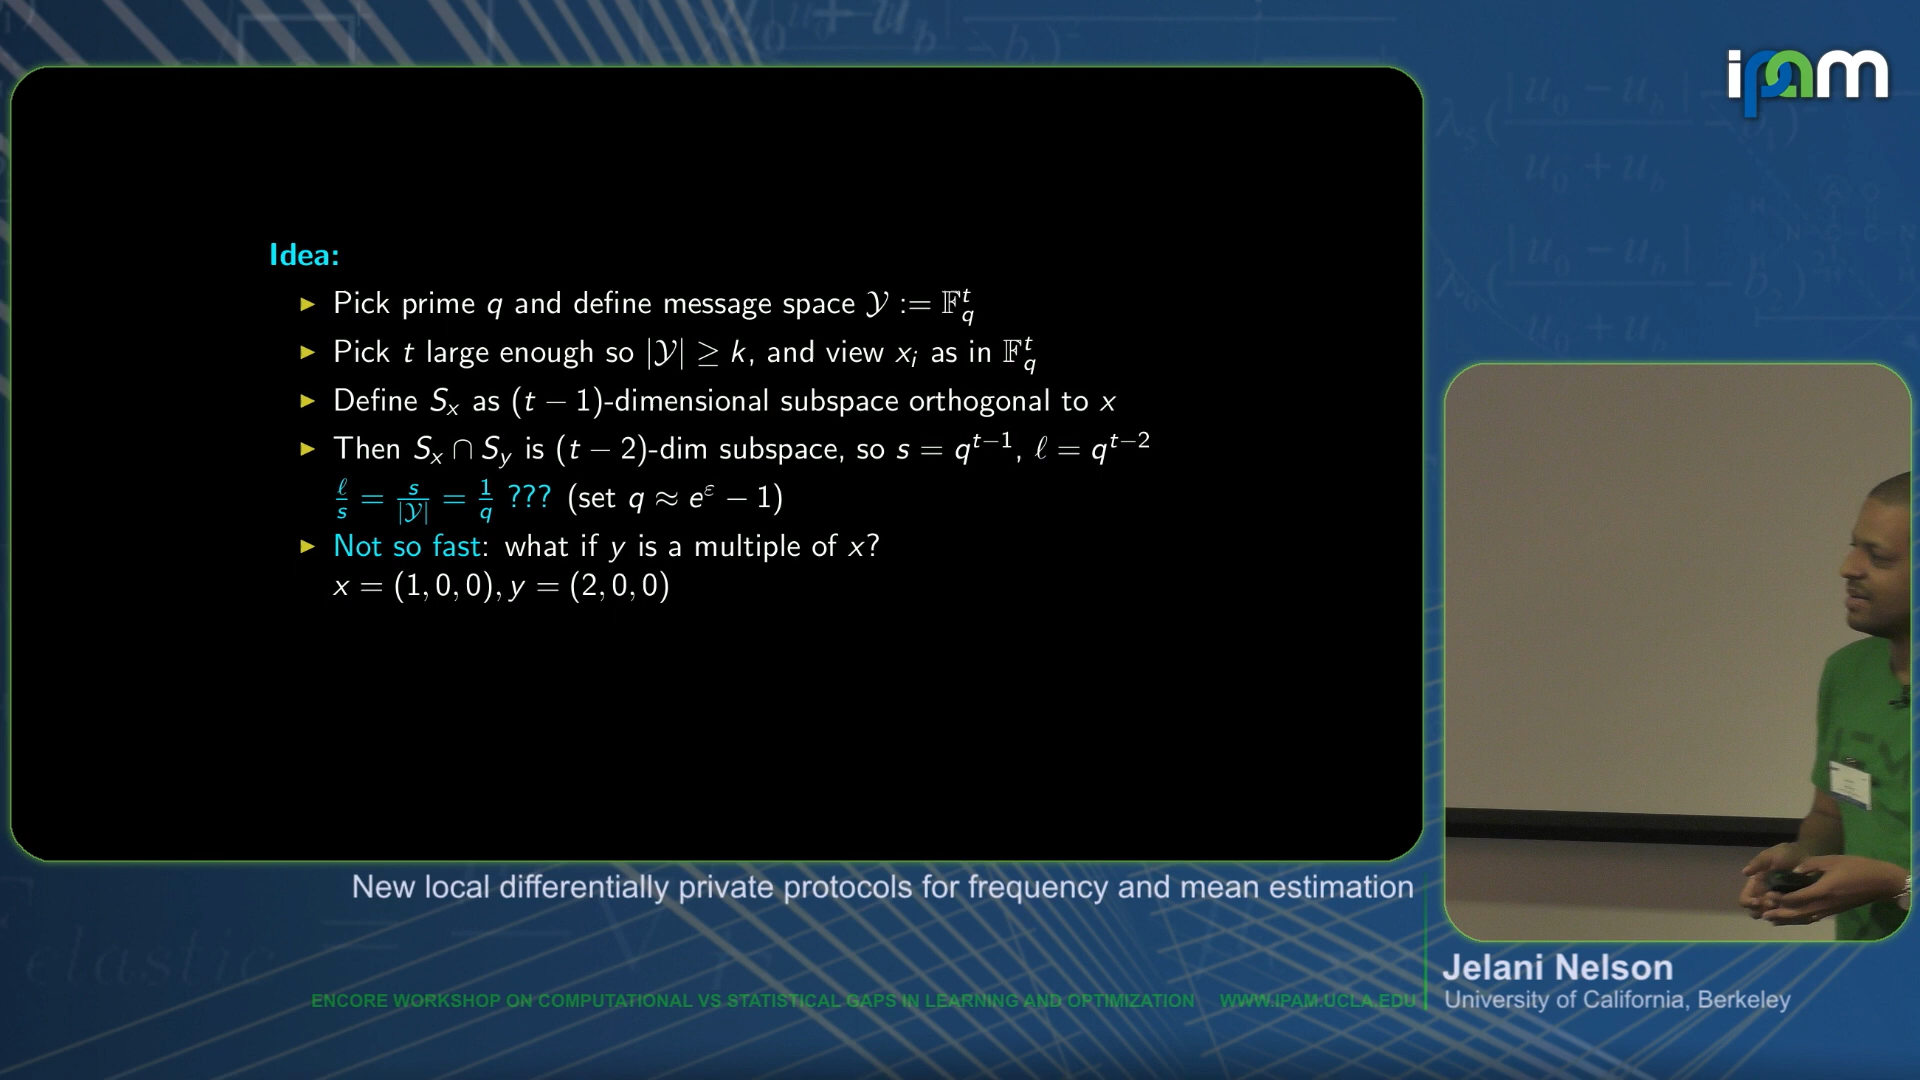 ipam
Idea:
▶ Pick prime q and define message space 𝒴 := 𝔽_q^t
▶ Pick t large enough so |𝒴| ≥ k, and view x_i as in 𝔽_q^t
▶ Define S_x as (t − 1)-dimensional subspace orthogonal to x
▶ Then S_x ∩ S_y is (t − 2)-dim subspace, so s = q^{t−1}, ℓ = q^{t−2}
ℓ/s = s/|𝒴| = 1/q ??? (set q ≈ e^ε − 1)
▶ Not so fast: what if y is a multiple of x?
x = (1, 0, 0), y = (2, 0, 0)
New local differentially private protocols for frequency and mean estimation
Jelani Nelson
University of California, Berkeley
ENCORE WORKSHOP ON COMPUTATIONAL VS STATISTICAL GAPS IN LEARNING AND OPTIMIZATION WWW.IPAM.UCLA.EDU
elastic